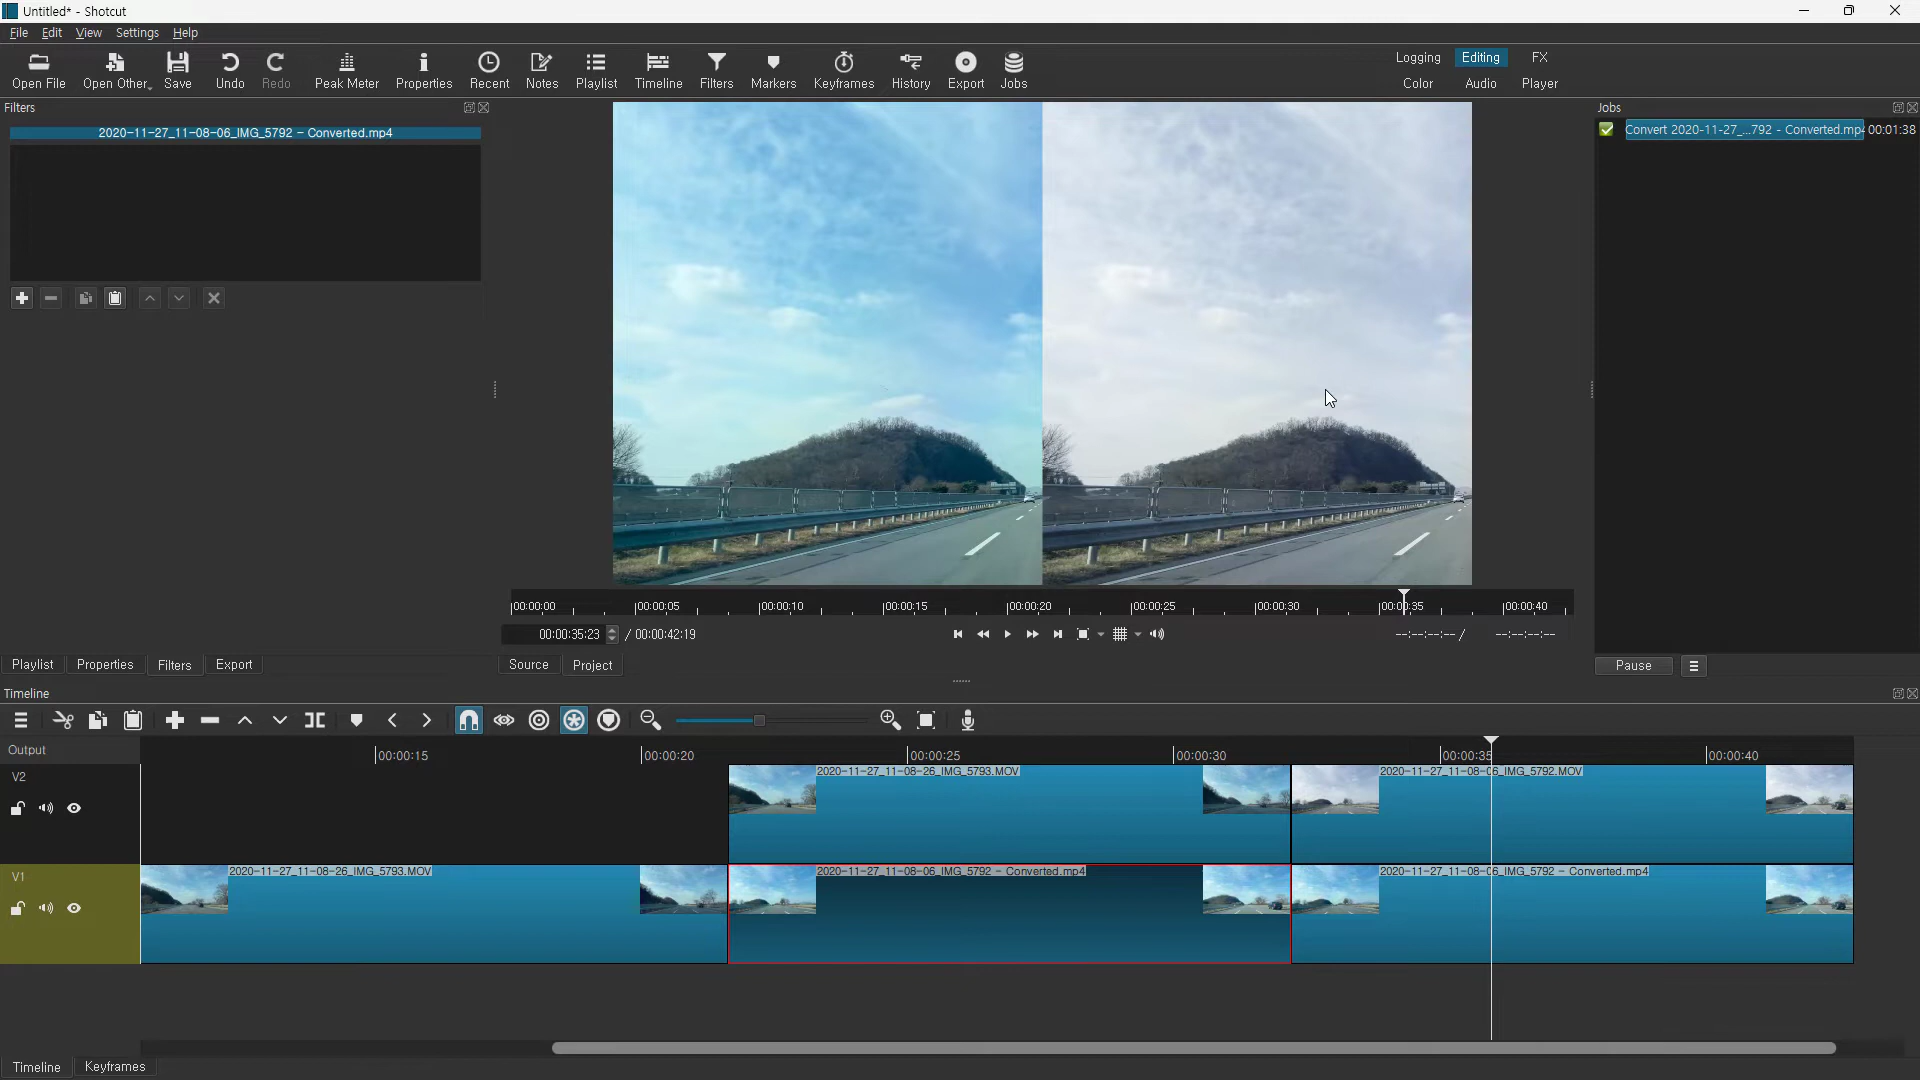 Untitled* - Shotcut
File Edit View Settings Help
Open File Open Other Save Undo Redo Peak Meter Properties Recent Notes Playlist Timeline Filters Markers Keyframes History Export Jobs
Logging Editing FX
Color Audio Player
Filters
2020-11-27_11-08-06_IMG_5792 - Converted.mp4
Jobs
Convert 2020-11-27_...792 - Converted.mp4 00:01:38
00:00:00 00:00:05 00:00:10 00:00:15 00:00:20 00:00:25 00:00:30 00:00:35 00:00:40
00:00:35:23 / 00:00:42:19
--:--:--:-- / --:--:--:--
Playlist Properties Filters Export
Source Project
Pause
Timeline
Output
00:00:15 00:00:20 00:00:25 00:00:30 00:00:35 00:00:40
V2
2020-11-27_11-08-26_IMG_5793.MOV 2020-11-27_11-08-06_IMG_5792.MOV
V1
2020-11-27_11-08-26_IMG_5793.MOV 2020-11-27_11-08-06_IMG_5792 - Converted.mp4 2020-11-27_11-08-06_IMG_5792 - Converted.mp4
Timeline Keyframes